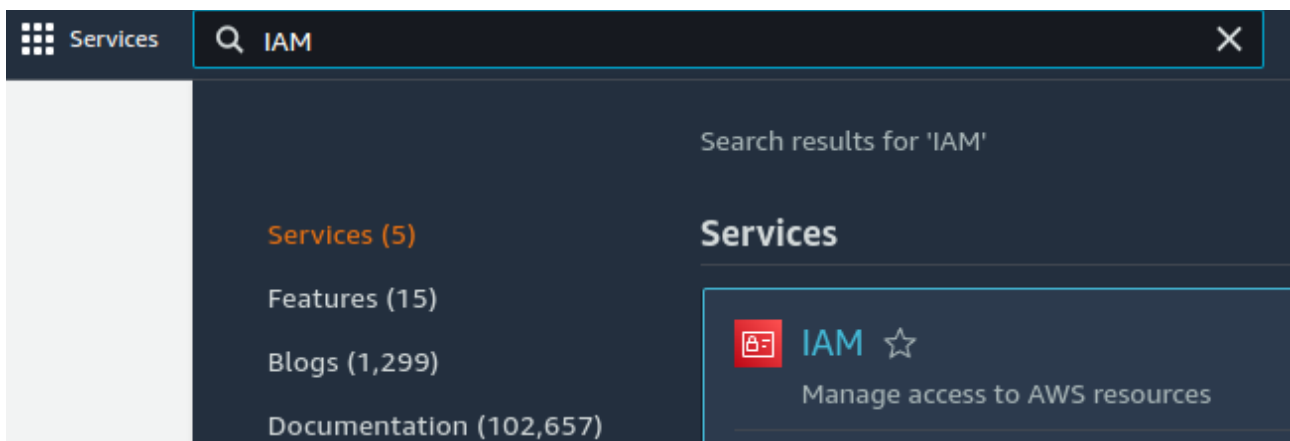 Services
IAM
Search results for 'IAM'
Services (5)
Features (15)
Blogs (1,299)
Documentation (102,657)
Services
IAM
Manage access to AWS resources